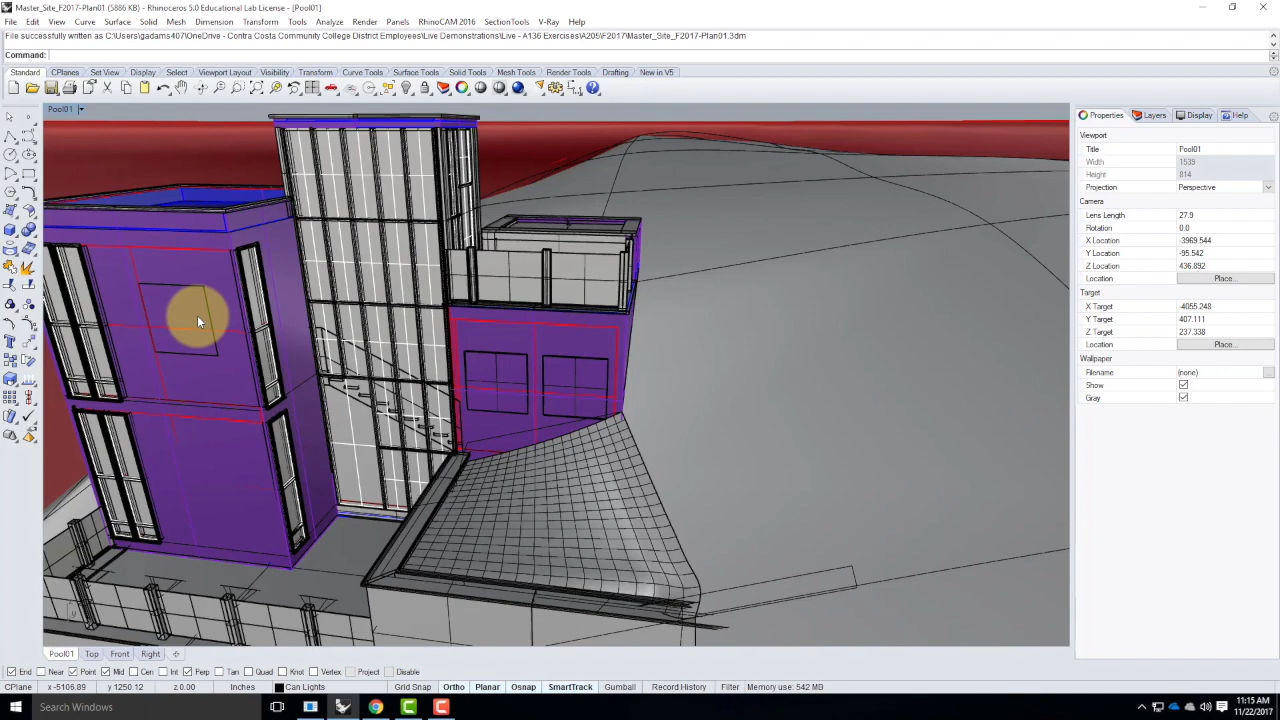 Master_Site_F2017-Plan01 (5886 KB) - Rhinoceros 5.0 Educational Lab License - [Pool01]
File Edit View Curve Surface Solid Mesh Dimension Transform Tools Analyze Render Panels RhinoCAM 2016 SectionTools V-Ray Help
File successfully written as C:\Users\gadams407\OneDrive - Contra Costa Community College District Employees\Live Demonstrations\Live - A136 Exercises\A205\F2017\Master_Site_F2017-Plan01.3dm
Command:
Standard CPlanes Set View Display Select Viewport Layout Visibility Transform Curve Tools Surface Tools Solid Tools Mesh Tools Render Tools Drafting New in V5
Pool01
Properties Layers Display Help
Viewport
Title Pool01
Width 1539
Height 814
Projection Perspective
Camera
Lens Length 27.9
Rotation 0.0
X Location -3969.544
Y Location -95.542
Z Location 436.892
Location Place...
Target
X Target -4055.248
Y Target 407.111
Z Target 237.338
Location Place...
Wallpaper
Filename (none)
Show
Gray
Pool01 Top Front Right
End Near Point Mid Cen Int Perp Tan Quad Knot Vertex Project Disable
CPlane x -5106.89 y 1250.12 z 0.00 Inches Can Lights Grid Snap Ortho Planar Osnap SmartTrack Gumball Record History Filter Memory use: 542 MB
Search Windows
11:15 AM
11/22/2017